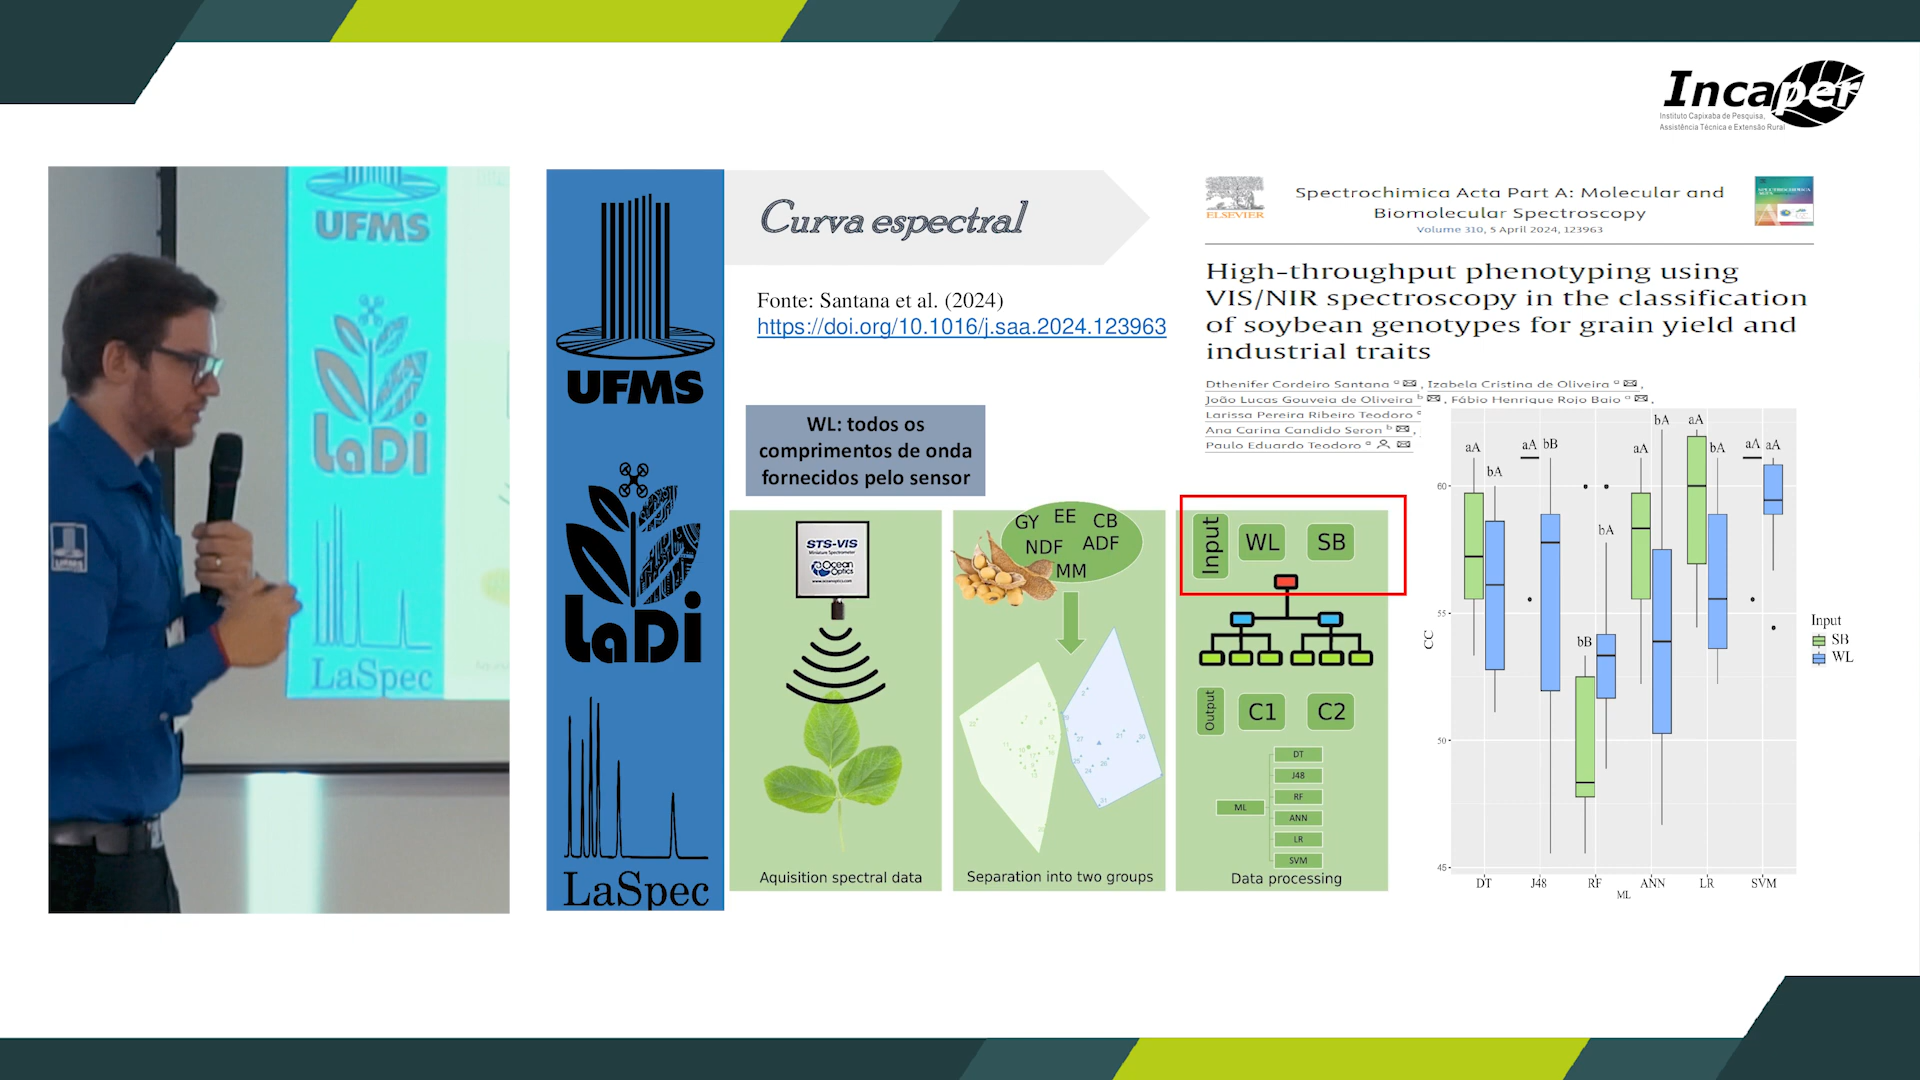 Incaper
Instituto Capixaba de Pesquisa,
Assistência Técnica e Extensão Rural
UFMS
LaDi
LaSpec
UFMS
UFMS
LaDi
LaSpec
Curva espectral
Fonte: Santana et al. (2024)
https://doi.org/10.1016/j.saa.2024.123963
WL: todos os
comprimentos de onda
fornecidos pelo sensor
ELSEVIER
Spectrochimica Acta Part A: Molecular and
Biomolecular Spectroscopy
Volume 310, 5 April 2024, 123963
High-throughput phenotyping using
VIS/NIR spectroscopy in the classification
of soybean genotypes for grain yield and
industrial traits
Dthenifer Cordeiro Santana a, Izabela Cristina de Oliveira a,
João Lucas Gouveia de Oliveira b, Fábio Henrique Rojo Baio a,
Larissa Pereira Ribeiro Teodoro a
Ana Carina Candido Seron b,
Paulo Eduardo Teodoro a
STS-VIS
Miniature Spectrometer
Ocean
Optics
www.oceanoptics.com
Aquisition spectral data
GY EE CB
NDF ADF
MM
Separation into two groups
Input WL SB
Output C1 C2
ML
DT
J48
RF
ANN
LR
SVM
Data processing
aA bA aA bB bB bA aA bA aA bA aA aA
60
55
50
45
CC
DT J48 RF ANN LR SVM
ML
Input
SB
WL